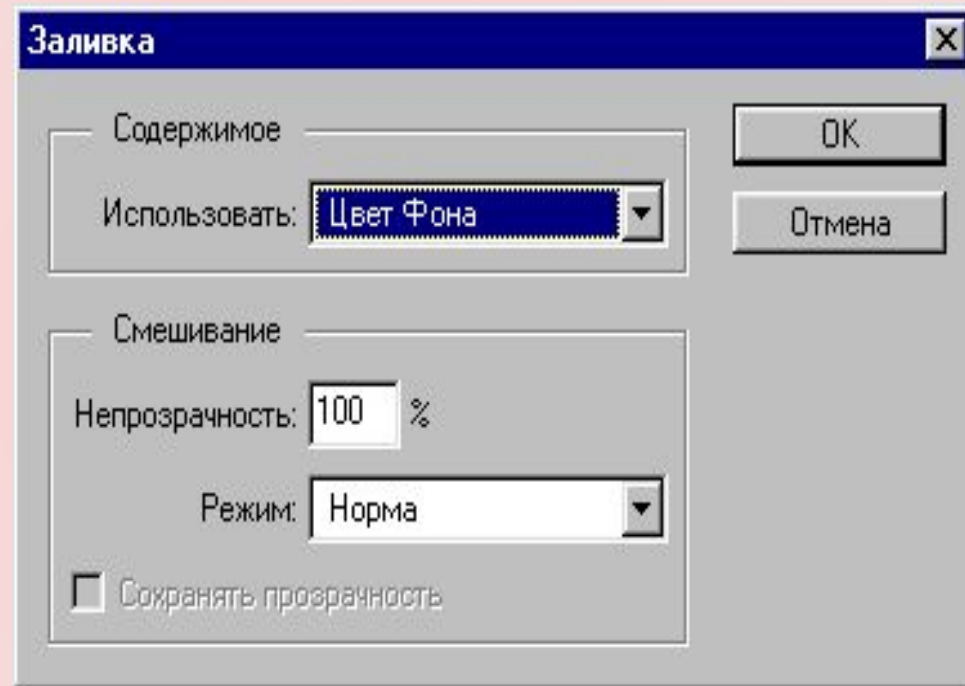 Заливка
Содержимое
OK
Использовать: Цвет Фона
Отмена
Смешивание
Непрозрачность: 100 %
Режим: Норма
Сохранять прозрачность